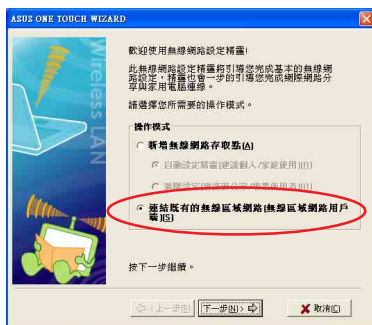 ASUS ONE TOUCH WIZARD
Wireless LAN
歡迎使用無線網路設定精靈!
此無線網路設定精靈將引導您完成基本的無線網
路設定，精靈也會一步的引導您完成網際網路分
享與家用電腦連線。
請選擇您所需要的操作模式。
操作模式
新增無線網路存取點(A)
自動設定精靈(建議個人/家庭使用)(I)
連結既有的無線區域網路(無線區域網路用戶
端)(S)
按下一步繼續。
<上一步(B)
下一步(N)>
取消(C)